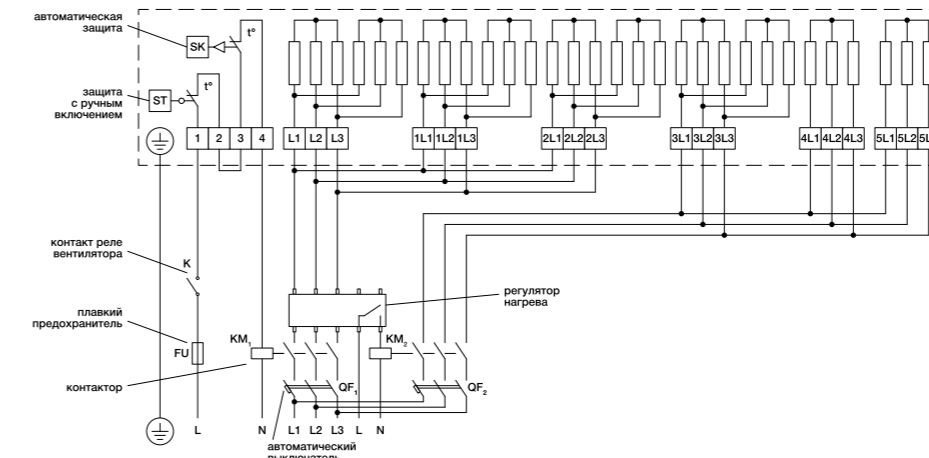 автоматическая
защита
SK
t°
защита
с ручным
включением
ST
t°
1 2 3 4 L1 L2 L3 1L1 1L2 1L3 2L1 2L2 2L3 3L1 3L2 3L3 4L1 4L2 4L3 5L1 5L2 5L
контакт реле
вентилятора
K
регулятор
нагрева
плавкий
предохранитель
FU
KM1
KM2
контактор
QF1
QF2
L N L1 L2 L3 L N
автоматический
выключатель